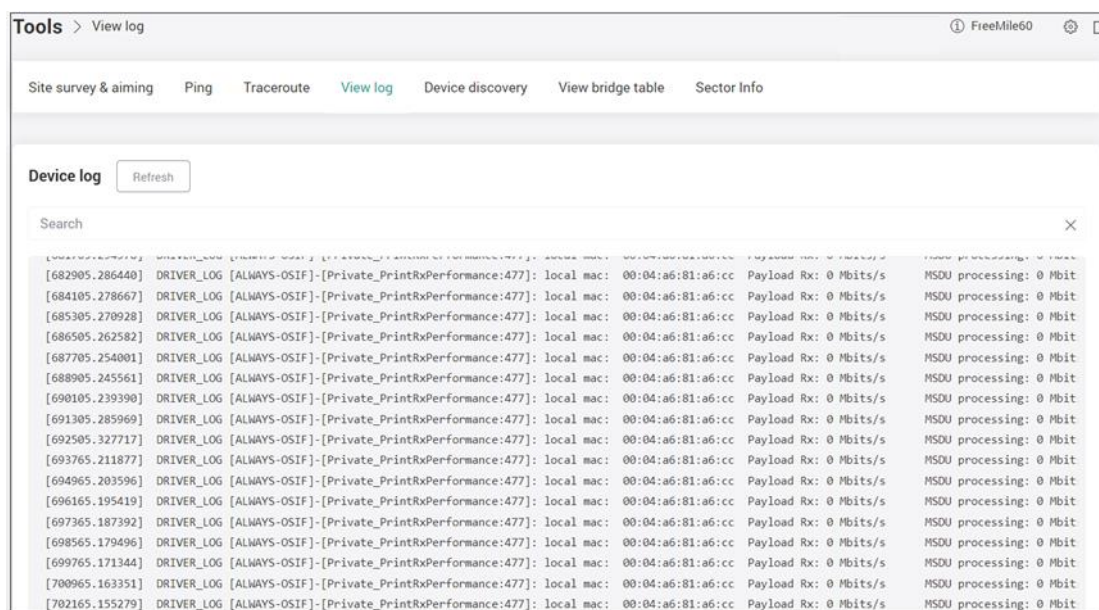 Tools > View log
FreeMile60
Site survey & aiming Ping Traceroute View log Device discovery View bridge table Sector Info
Device log Refresh
Search
[682905.286440] DRIVER_LOG [ALWAYS-OSIF]-[Private_PrintRxPerformance:477]: local mac: 00:04:a6:81:a6:cc Payload Rx: 0 Mbits/s MSDU processing: 0 Mbit
[684105.278667] DRIVER_LOG [ALWAYS-OSIF]-[Private_PrintRxPerformance:477]: local mac: 00:04:a6:81:a6:cc Payload Rx: 0 Mbits/s MSDU processing: 0 Mbit
[685305.270928] DRIVER_LOG [ALWAYS-OSIF]-[Private_PrintRxPerformance:477]: local mac: 00:04:a6:81:a6:cc Payload Rx: 0 Mbits/s MSDU processing: 0 Mbit
[686505.262582] DRIVER_LOG [ALWAYS-OSIF]-[Private_PrintRxPerformance:477]: local mac: 00:04:a6:81:a6:cc Payload Rx: 0 Mbits/s MSDU processing: 0 Mbit
[687705.254001] DRIVER_LOG [ALWAYS-OSIF]-[Private_PrintRxPerformance:477]: local mac: 00:04:a6:81:a6:cc Payload Rx: 0 Mbits/s MSDU processing: 0 Mbit
[688905.245561] DRIVER_LOG [ALWAYS-OSIF]-[Private_PrintRxPerformance:477]: local mac: 00:04:a6:81:a6:cc Payload Rx: 0 Mbits/s MSDU processing: 0 Mbit
[690105.239390] DRIVER_LOG [ALWAYS-OSIF]-[Private_PrintRxPerformance:477]: local mac: 00:04:a6:81:a6:cc Payload Rx: 0 Mbits/s MSDU processing: 0 Mbit
[691305.285969] DRIVER_LOG [ALWAYS-OSIF]-[Private_PrintRxPerformance:477]: local mac: 00:04:a6:81:a6:cc Payload Rx: 0 Mbits/s MSDU processing: 0 Mbit
[692505.327717] DRIVER_LOG [ALWAYS-OSIF]-[Private_PrintRxPerformance:477]: local mac: 00:04:a6:81:a6:cc Payload Rx: 0 Mbits/s MSDU processing: 0 Mbit
[693765.211877] DRIVER_LOG [ALWAYS-OSIF]-[Private_PrintRxPerformance:477]: local mac: 00:04:a6:81:a6:cc Payload Rx: 0 Mbits/s MSDU processing: 0 Mbit
[694965.203596] DRIVER_LOG [ALWAYS-OSIF]-[Private_PrintRxPerformance:477]: local mac: 00:04:a6:81:a6:cc Payload Rx: 0 Mbits/s MSDU processing: 0 Mbit
[696165.195419] DRIVER_LOG [ALWAYS-OSIF]-[Private_PrintRxPerformance:477]: local mac: 00:04:a6:81:a6:cc Payload Rx: 0 Mbits/s MSDU processing: 0 Mbit
[697365.187392] DRIVER_LOG [ALWAYS-OSIF]-[Private_PrintRxPerformance:477]: local mac: 00:04:a6:81:a6:cc Payload Rx: 0 Mbits/s MSDU processing: 0 Mbit
[698565.179496] DRIVER_LOG [ALWAYS-OSIF]-[Private_PrintRxPerformance:477]: local mac: 00:04:a6:81:a6:cc Payload Rx: 0 Mbits/s MSDU processing: 0 Mbit
[699765.171344] DRIVER_LOG [ALWAYS-OSIF]-[Private_PrintRxPerformance:477]: local mac: 00:04:a6:81:a6:cc Payload Rx: 0 Mbits/s MSDU processing: 0 Mbit
[700965.163351] DRIVER_LOG [ALWAYS-OSIF]-[Private_PrintRxPerformance:477]: local mac: 00:04:a6:81:a6:cc Payload Rx: 0 Mbits/s MSDU processing: 0 Mbit
[702165.155279] DRIVER_LOG [ALWAYS-OSIF]-[Private_PrintRxPerformance:477]: local mac: 00:04:a6:81:a6:cc Payload Rx: 0 Mbits/s MSDU processing: 0 Mbit